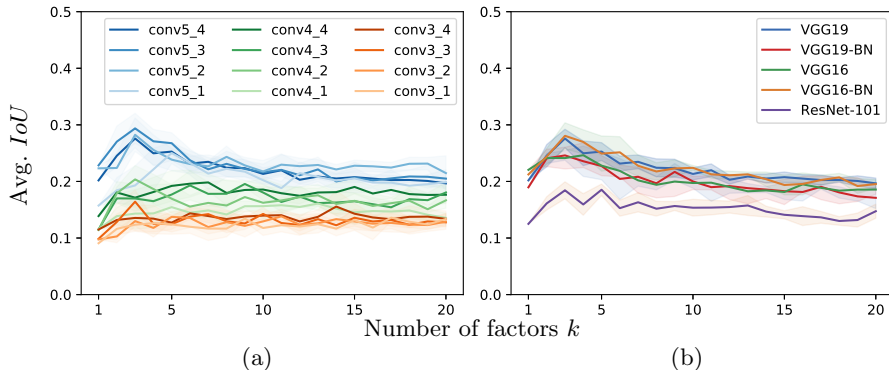 0.5
0.4
0.3
0.2
0.1
0.0
Avg. IoU
conv5_4 conv4_4 conv3_4
conv5_3 conv4_3 conv3_3
conv5_2 conv4_2 conv3_2
conv5_1 conv4_1 conv3_1
1 5 10 15 20
0.5
0.4
0.3
0.2
0.1
0.0
VGG19
VGG19-BN
VGG16
VGG16-BN
ResNet-101
1 5 10 15 20
Number of factors k
(a) (b)